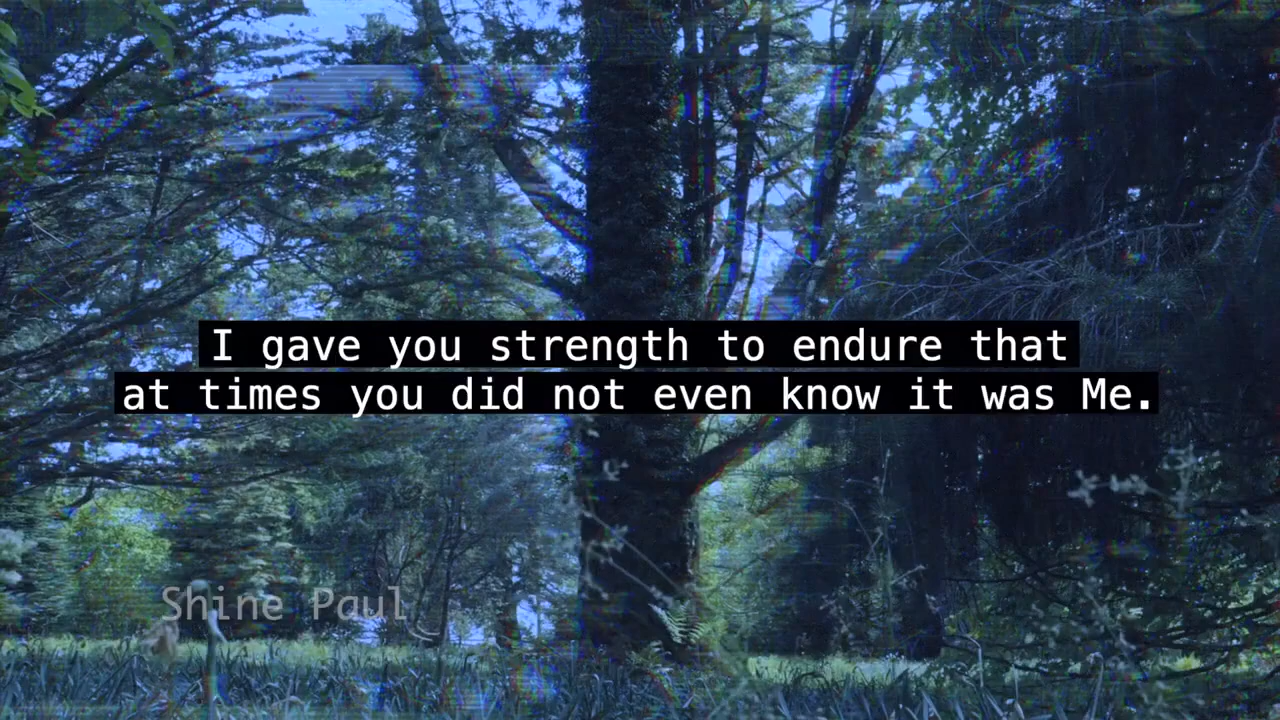 I gave you strength to endure that
at times you did not even know it was Me.
Shine Paul